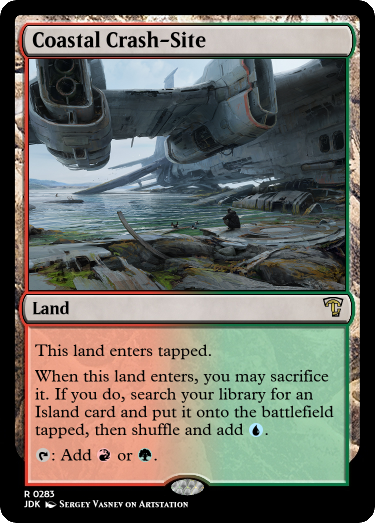 Coastal Crash-Site
Land
This land enters tapped.
When this land enters, you may sacrifice
it. If you do, search your library for an
Island card and put it onto the battlefield
tapped, then shuffle and add .
: Add  or .
R 0283
JDK Sergey Vasnev on Artstation